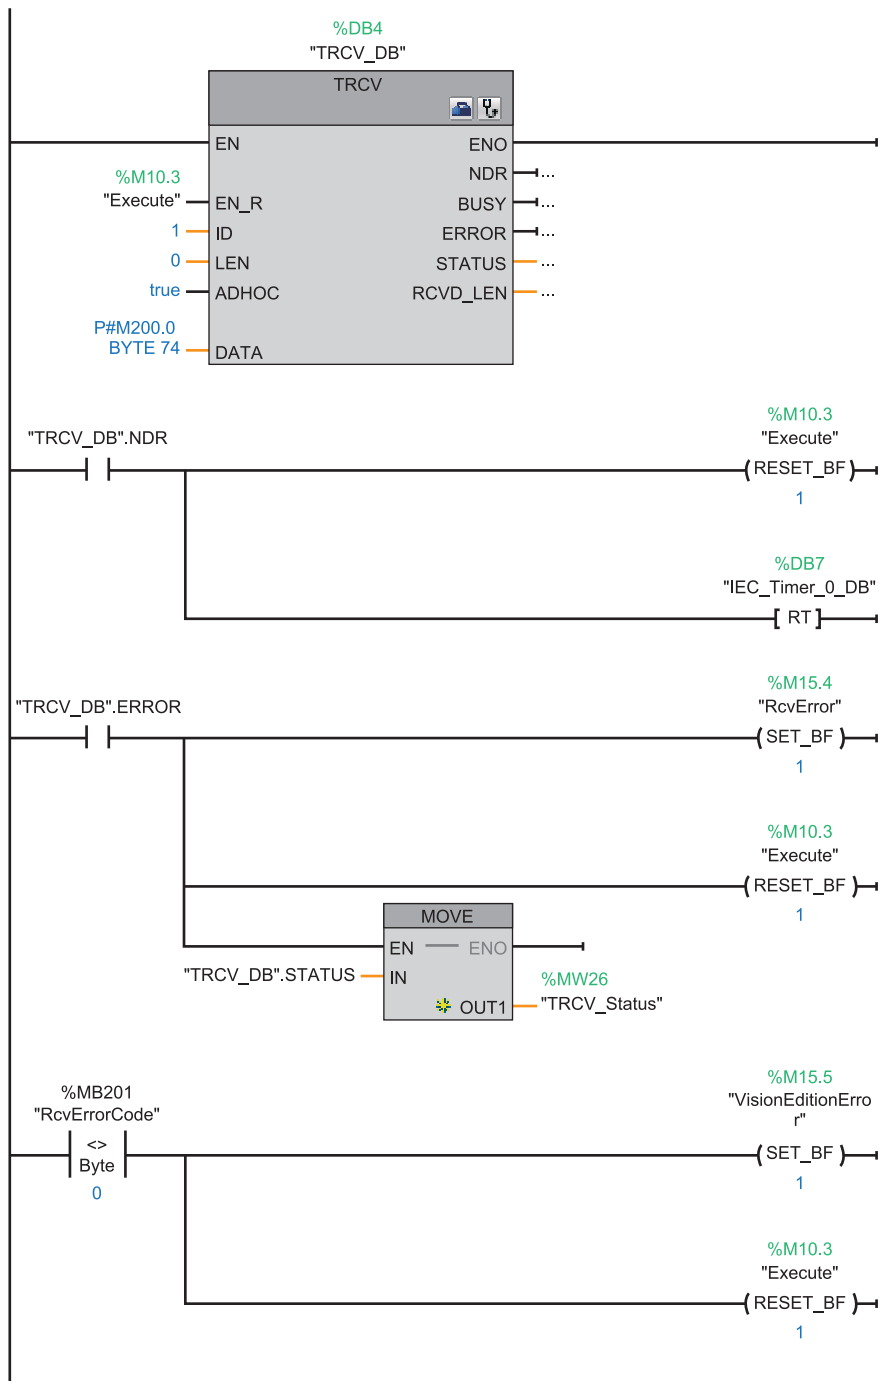 %DB4
"TRCV_DB"
TRCV
EN ENO
NDR ...
%M10.3
"Execute" EN_R BUSY ...
1 ID ERROR ...
0 LEN STATUS ...
true ADHOC RCVD_LEN ...
P#M200.0
BYTE 74 DATA
"TRCV_DB".NDR
%M10.3
"Execute"
RESET_BF
1
%DB7
"IEC_Timer_0_DB"
RT
"TRCV_DB".ERROR
%M15.4
"RcvError"
SET_BF
1
%M10.3
"Execute"
RESET_BF
1
MOVE
EN ENO
"TRCV_DB".STATUS IN
%MW26
OUT1 "TRCV_Status"
%MB201
"RcvErrorCode"
<>
Byte
0
%M15.5
"VisionEditionErro
r"
SET_BF
1
%M10.3
"Execute"
RESET_BF
1